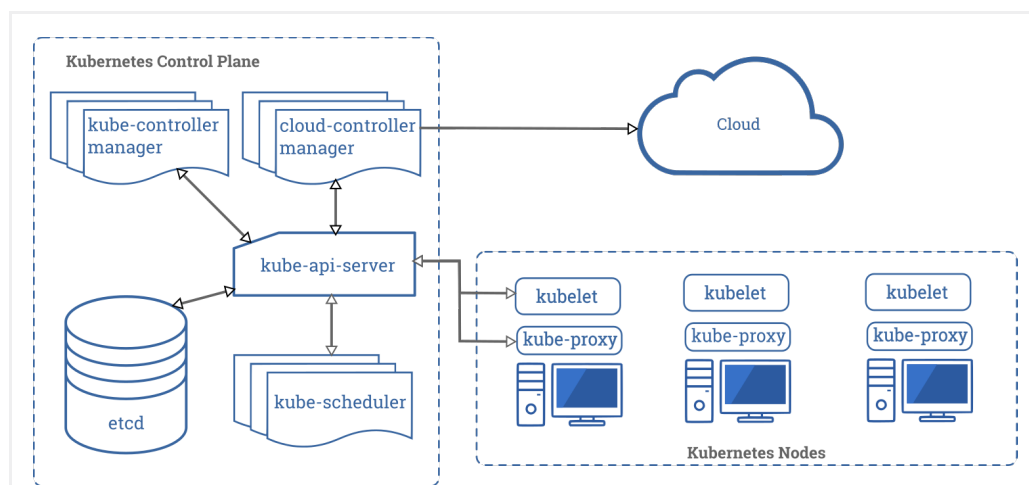 Kubernetes Control Plane
kube-controller
manager
cloud-controller
manager
Cloud
kube-api-server
kubelet
kubelet
kubelet
kube-proxy
kube-proxy
kube-proxy
etcd
kube-scheduler
Kubernetes Nodes